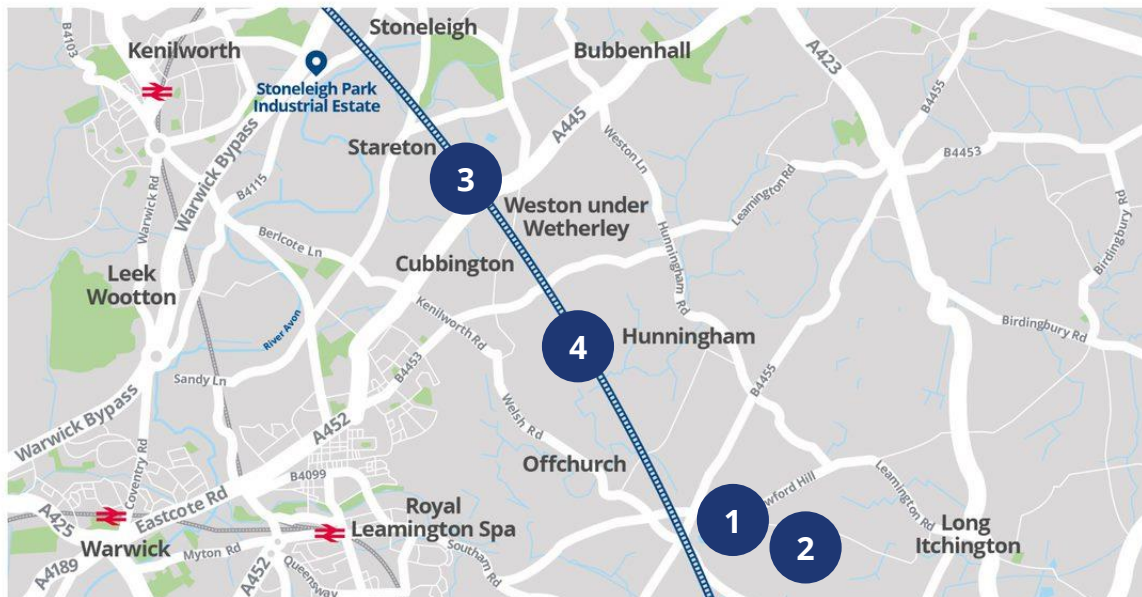 B4103
Kenilworth
Stoneleigh
Stoneleigh Park
Industrial Estate
Bubbenhall
A423
B4455
B4453
A445
Stareton
3
Weston Ln
Leamington Rd
Birdingbury Rd
Warwick Bypass
B4115
Warwick Rd
Weston under
Wetherley
Berlcote Ln
Cubbington
Hunningham Rd
Leek
Wootton
River Avon
Kenilworth Rd
4
Hunningham
Birdingbury Rd
Sandy Ln
B4453
B4455
Warwick Bypass
A452
Welsh Rd
Offchurch
Coventry Rd
B4099
Eastcote Rd
Leamington Rd
A425
Warwick
Royal
Leamington Spa
1
2
Long
Itchington
Myton Rd
Southam Rd
A4189
A452
Queensway